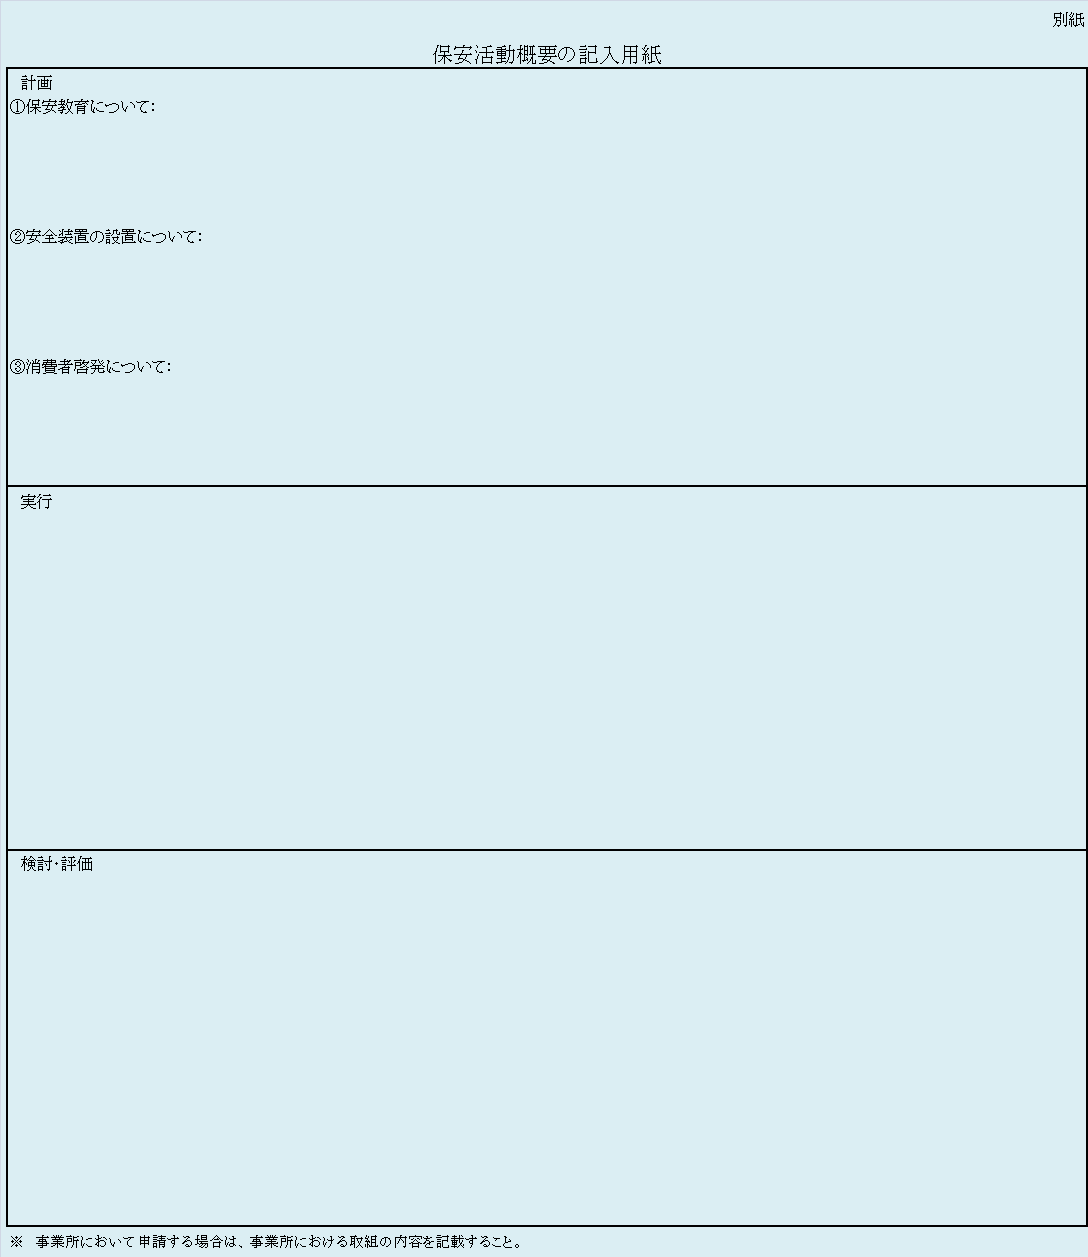 別紙
保安活動概要の記入用紙
計画
①保安教育について：
②安全装置の設置について：
③消費者啓発について：
実行
検討・評価
※　事業所において申請する場合は、事業所における取組の内容を記載すること。